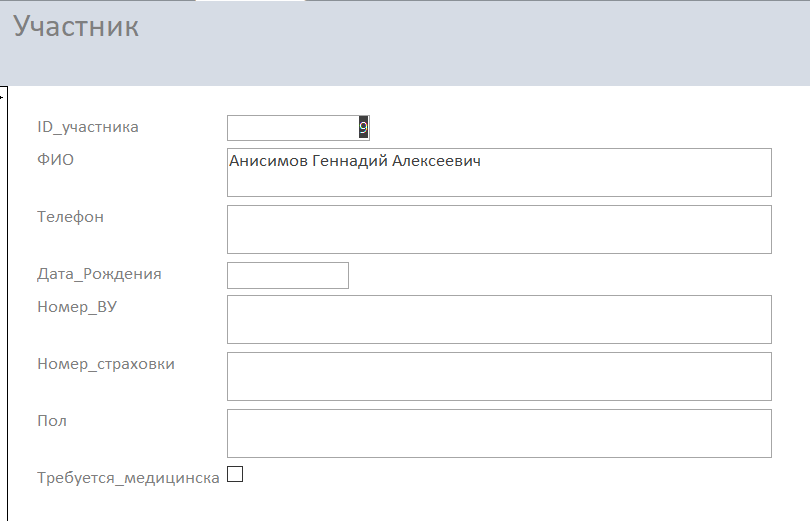 Участник
ID_участника 9
ФИО Анисимов Геннадий Алексеевич
Телефон
Дата_Рождения
Номер_ВУ
Номер_страховки
Пол
Требуется_медицинска